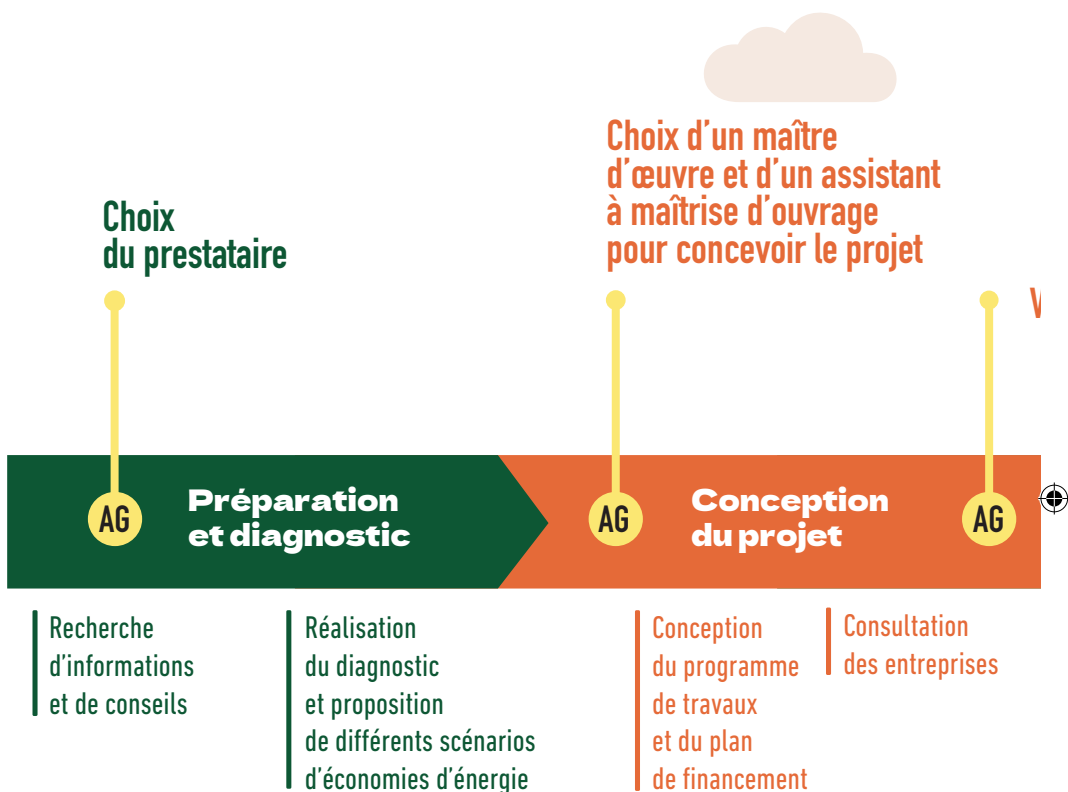 Choix
du prestataire
Choix d’un maître
d’œuvre et d’un assistant
à maîtrise d’ouvrage
pour concevoir le projet
AG
Préparation
et diagnostic
AG
Conception
du projet
AG
Recherche
d’informations
et de conseils
Réalisation
du diagnostic
et proposition
de différents scénarios
d’économies d’énergie
Conception
du programme
de travaux
et du plan
de financement
Consultation
des entreprises